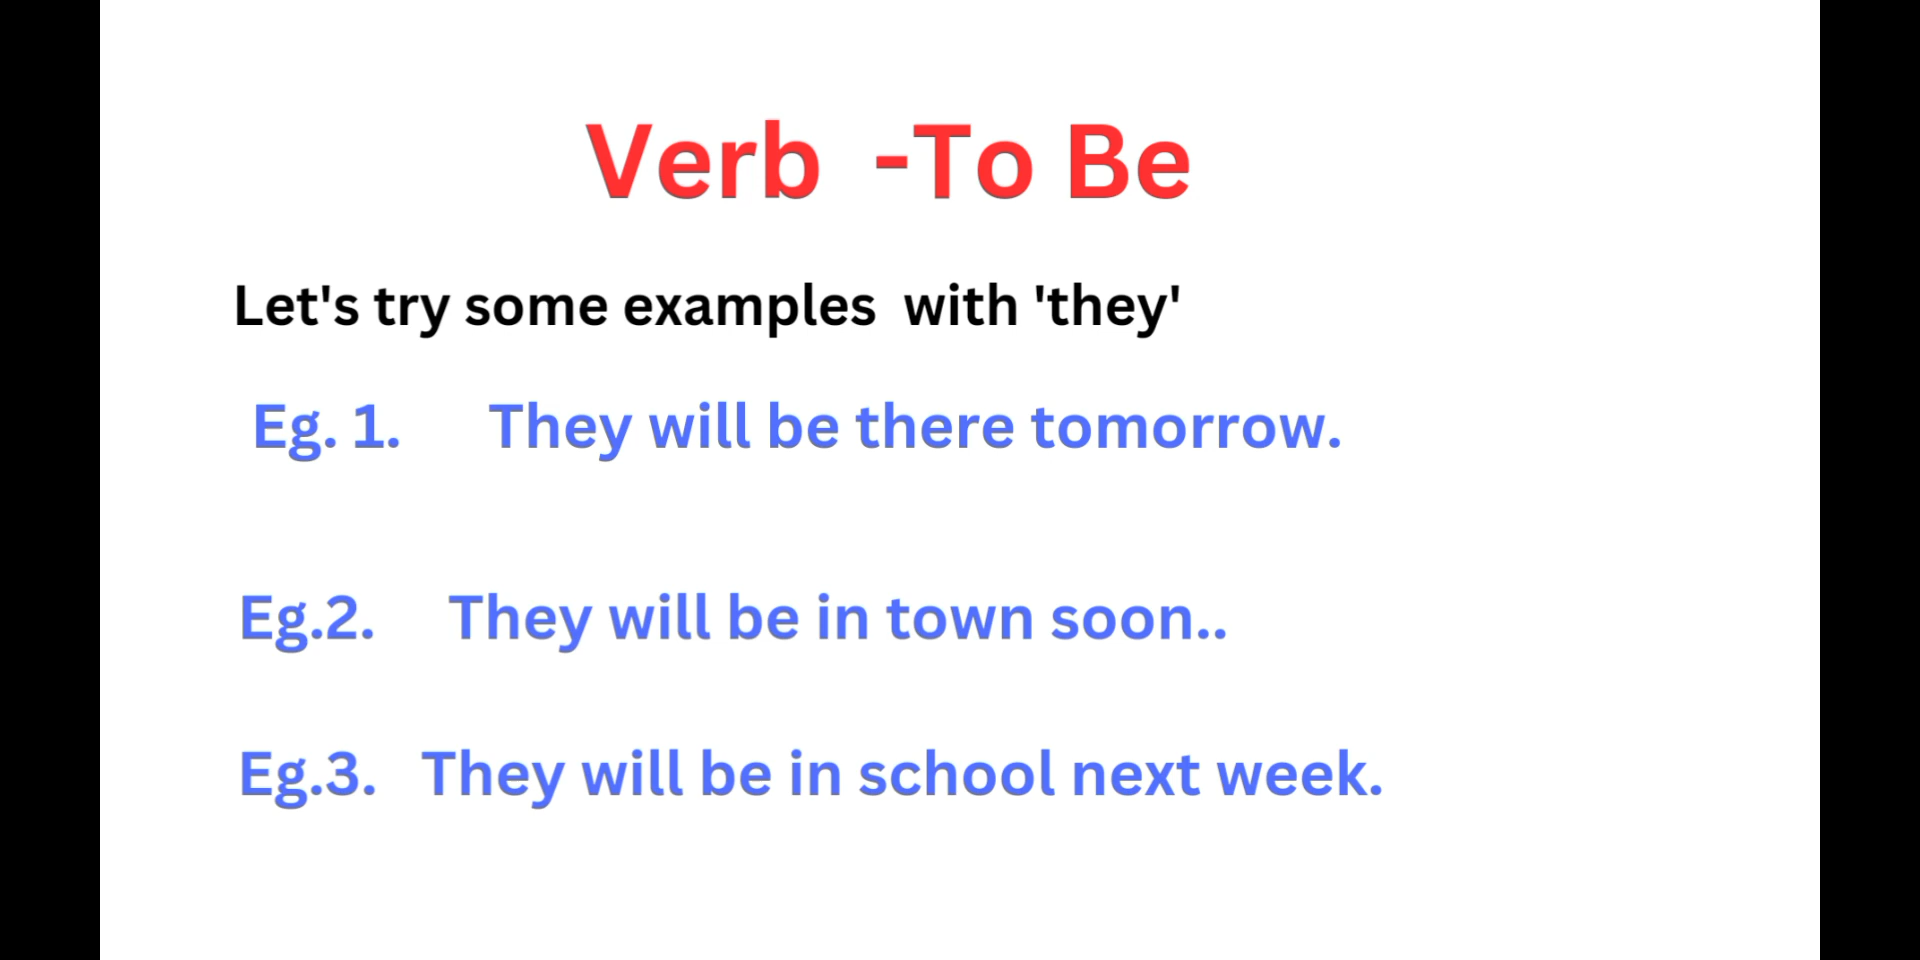 Verb -To Be
Let's try some examples with 'they'
Eg. 1. They will be there tomorrow.
Eg.2. They will be in town soon..
Eg.3. They will be in school next week.